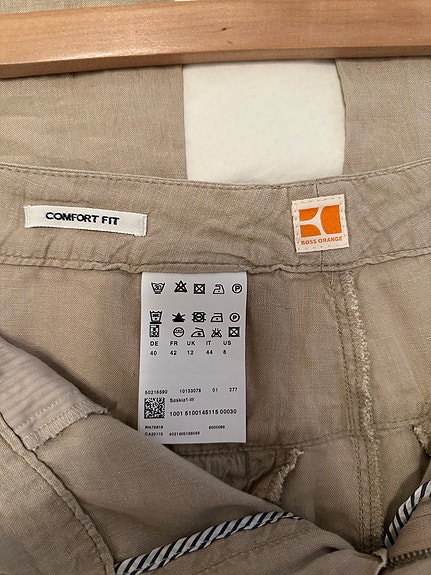 COMFORT FIT
BOSS ORANGE
DE FR UK IT US
40 42 12 44 8
50216590 10133078 01 277
Saskia1-W
1001 5100145115 00030